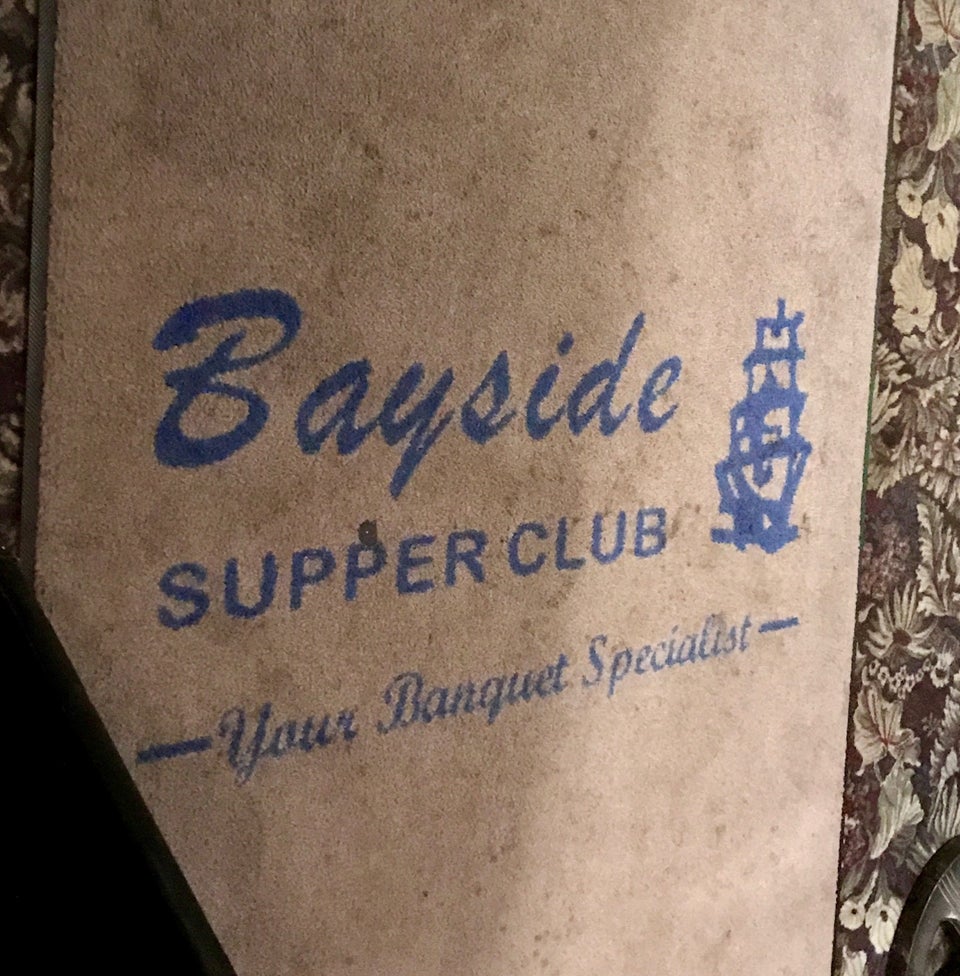 Bayside
SUPPER CLUB
—Your Banquet Specialist—